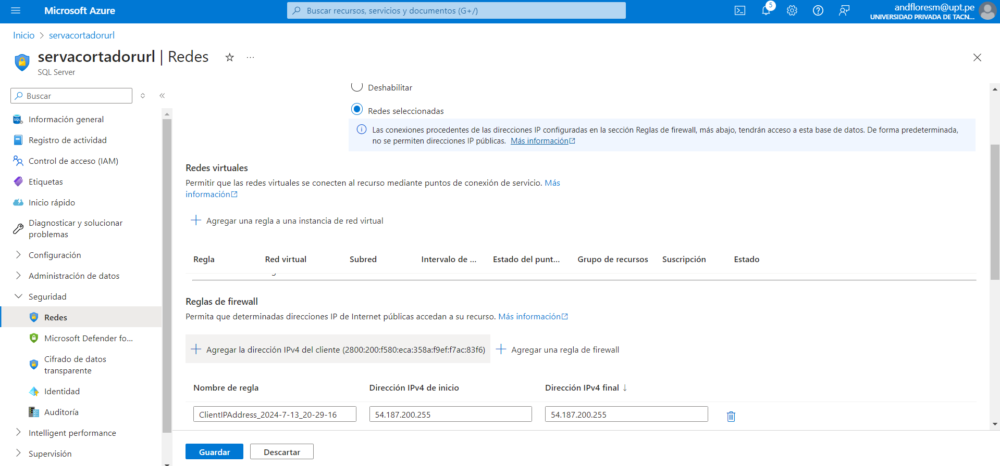 Microsoft Azure
Buscar recursos, servicios y documentos (G+/)
5
andfloresm@upt.pe
UNIVERSIDAD PRIVADA DE TACN...
Inicio > servacortadorurl
servacortadorurl | Redes
SQL Server
Buscar
Información general
Registro de actividad
Control de acceso (IAM)
Etiquetas
Inicio rápido
Diagnosticar y solucionar
problemas
Configuración
Administración de datos
Seguridad
Redes
Microsoft Defender fo...
Cifrado de datos
transparente
Identidad
Auditoría
Intelligent performance
Supervisión
Deshabilitar
Redes seleccionadas
Las conexiones procedentes de las direcciones IP configuradas en la sección Reglas de firewall, más abajo, tendrán acceso a esta base de datos. De forma predeterminada,
no se permiten direcciones IP públicas. Más información
Redes virtuales
Permitir que las redes virtuales se conecten al recurso mediante puntos de conexión de servicio. Más
información
Agregar una regla a una instancia de red virtual
Regla Red virtual Subred Intervalo de ... Estado del punt... Grupo de recursos Suscripción Estado
Reglas de firewall
Permita que determinadas direcciones IP de Internet públicas accedan a su recurso. Más información
Agregar la dirección IPv4 del cliente (2800:200:f580:eca:358a:f9ef:f7ac:83f6) Agregar una regla de firewall
Nombre de regla Dirección IPv4 de inicio Dirección IPv4 final ↓
ClientIPAddress_2024-7-13_20-29-16 54.187.200.255 54.187.200.255
Guardar Descartar